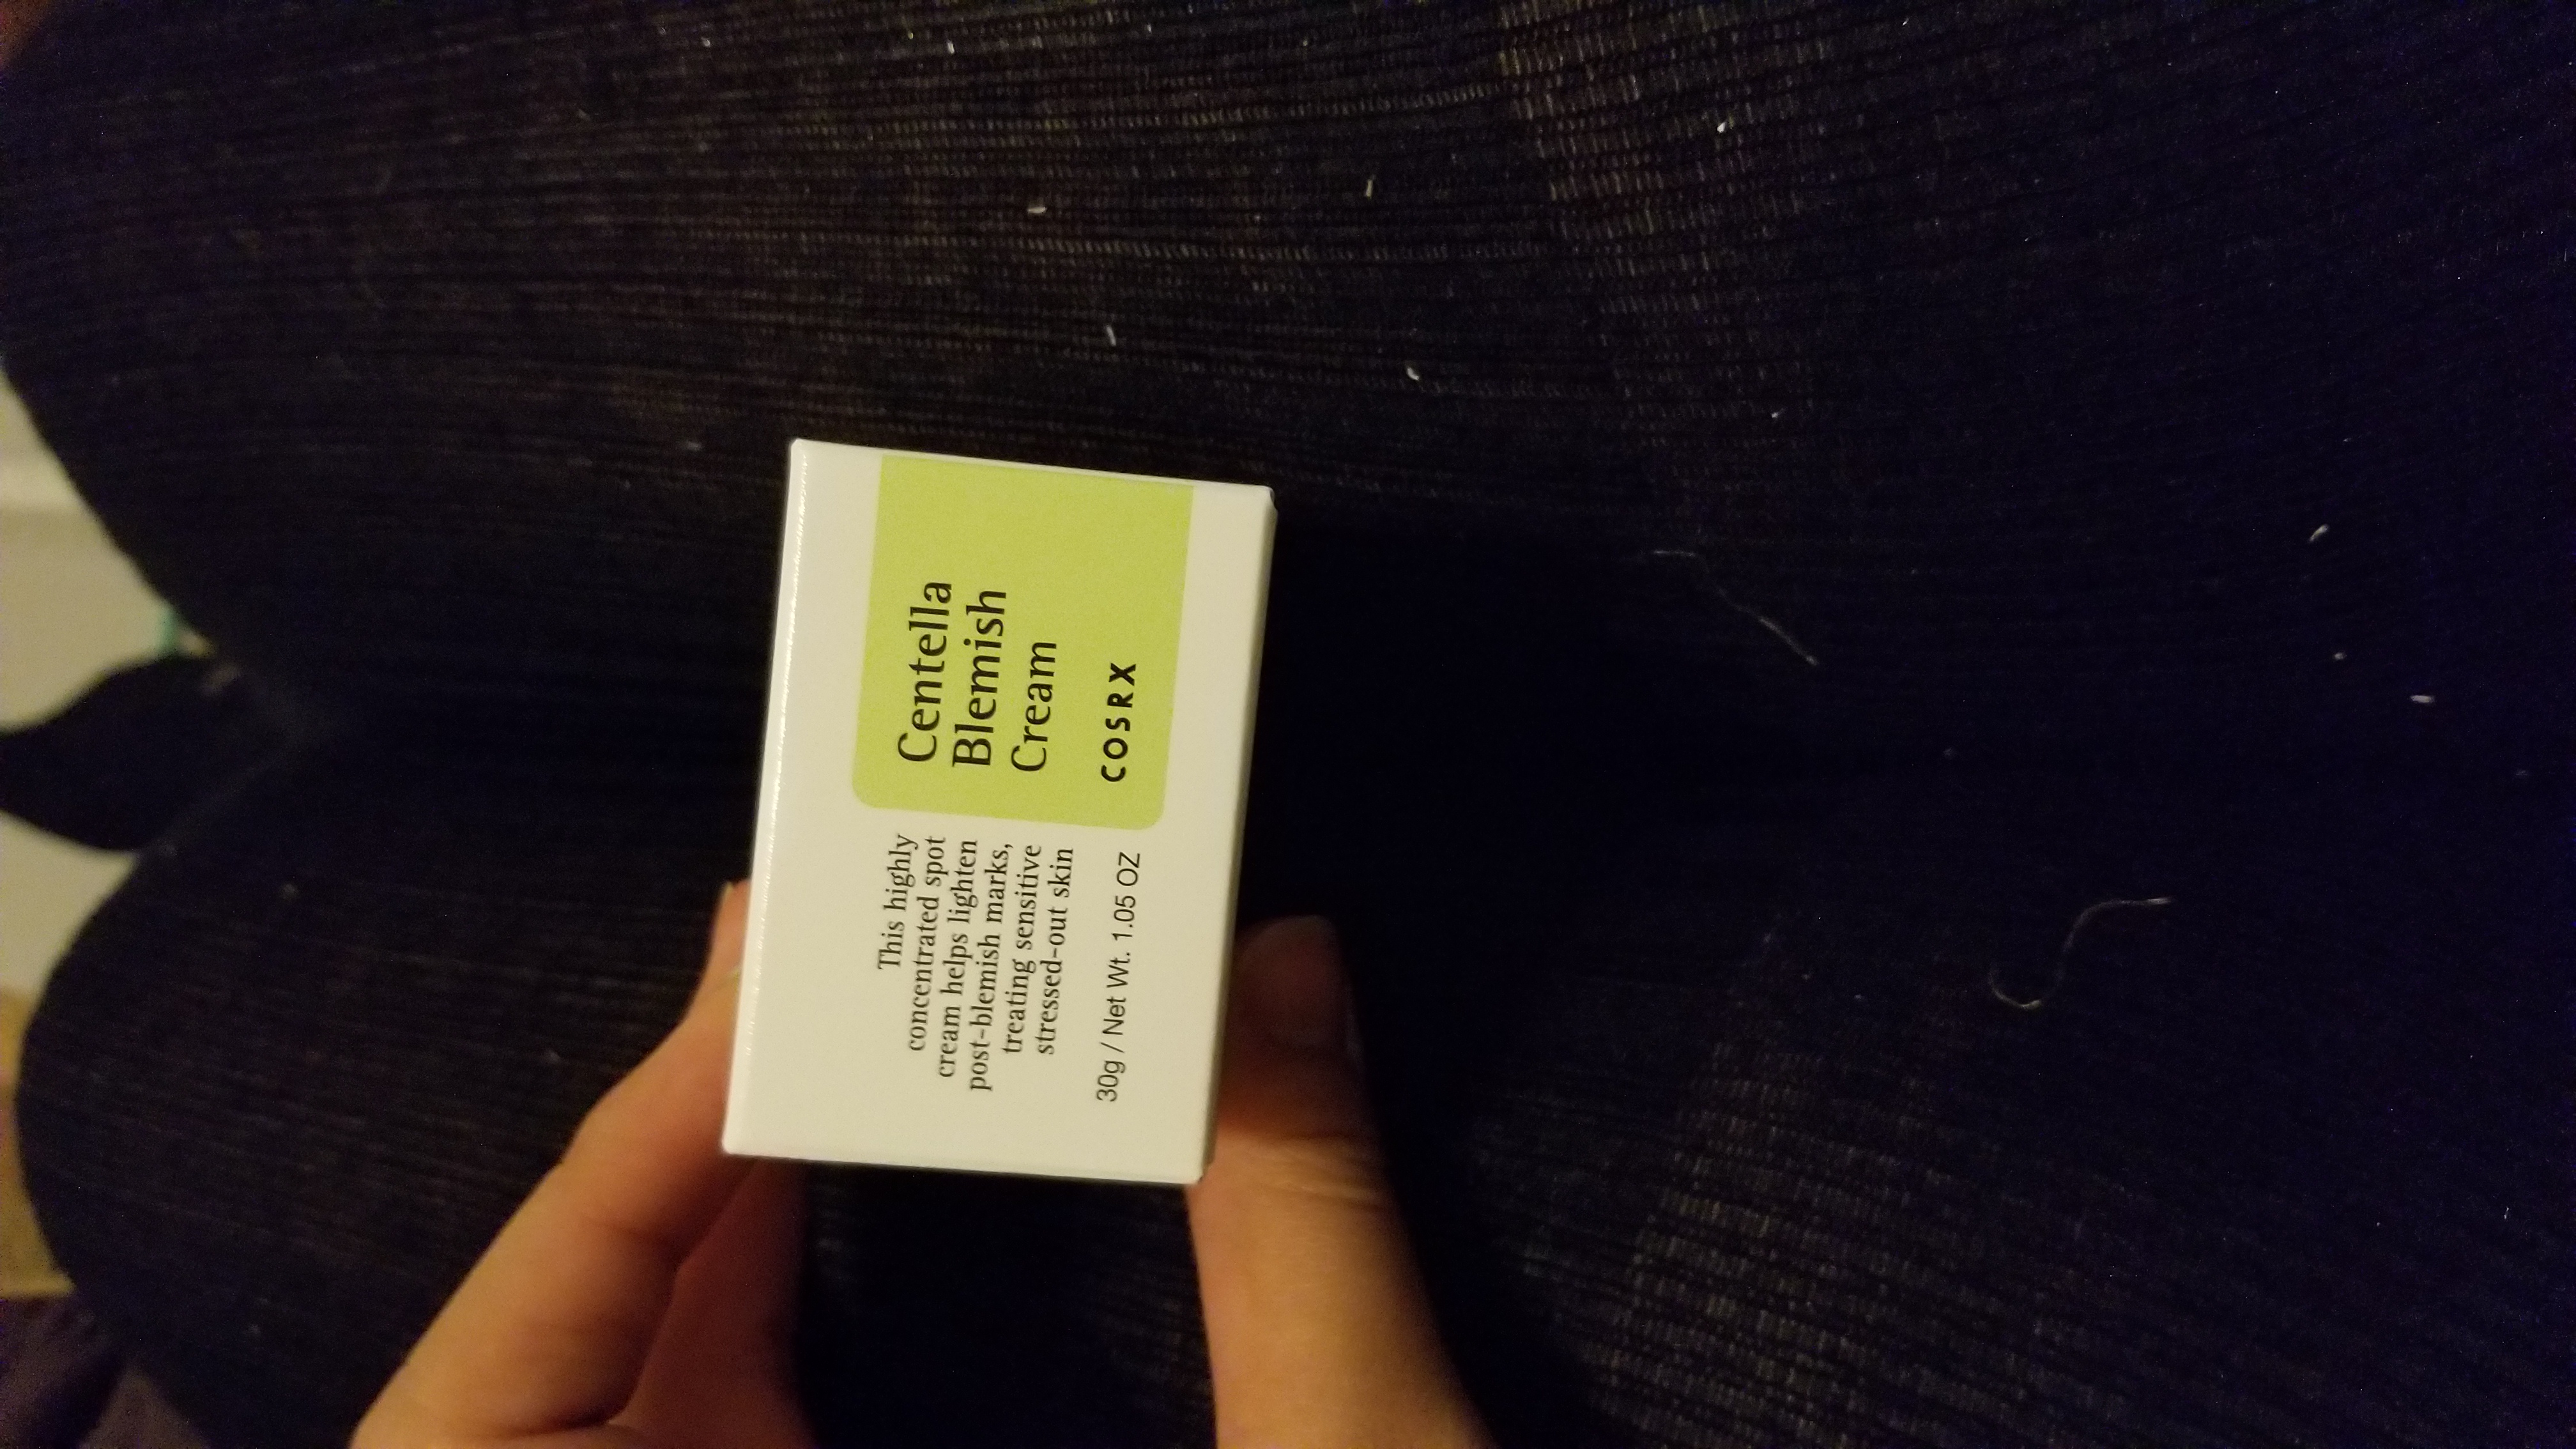 Centella
Blemish
Cream
COSRX
This highly
concentrated spot
cream helps lighten
post-blemish marks,
treating sensitive
stressed-out skin
30g / Net Wt. 1.05 OZ